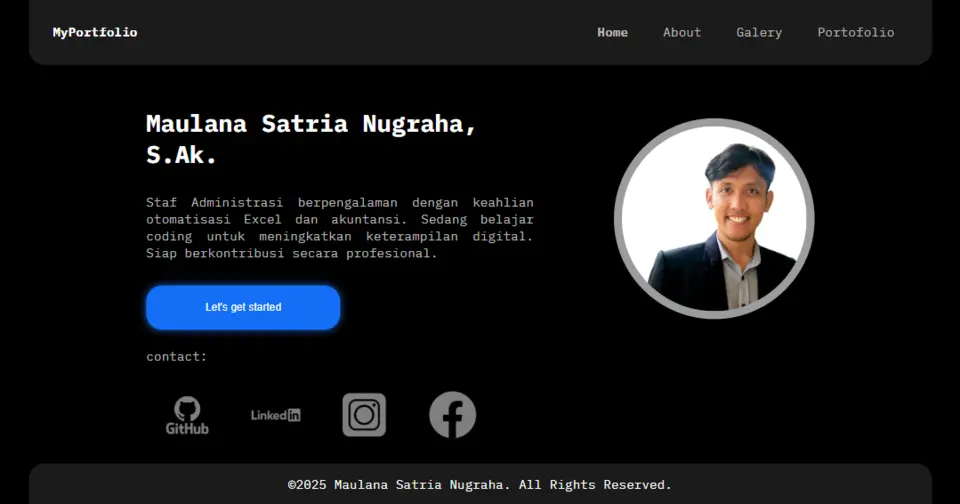 MyPortfolio
Home About Galery Portofolio
Maulana Satria Nugraha,
S.Ak.
Staf Administrasi berpengalaman dengan keahlian
otomatisasi Excel dan akuntansi. Sedang belajar
coding untuk meningkatkan keterampilan digital.
Siap berkontribusi secara profesional.
Let's get started
contact:
GitHub
Linkedin
©2025 Maulana Satria Nugraha. All Rights Reserved.